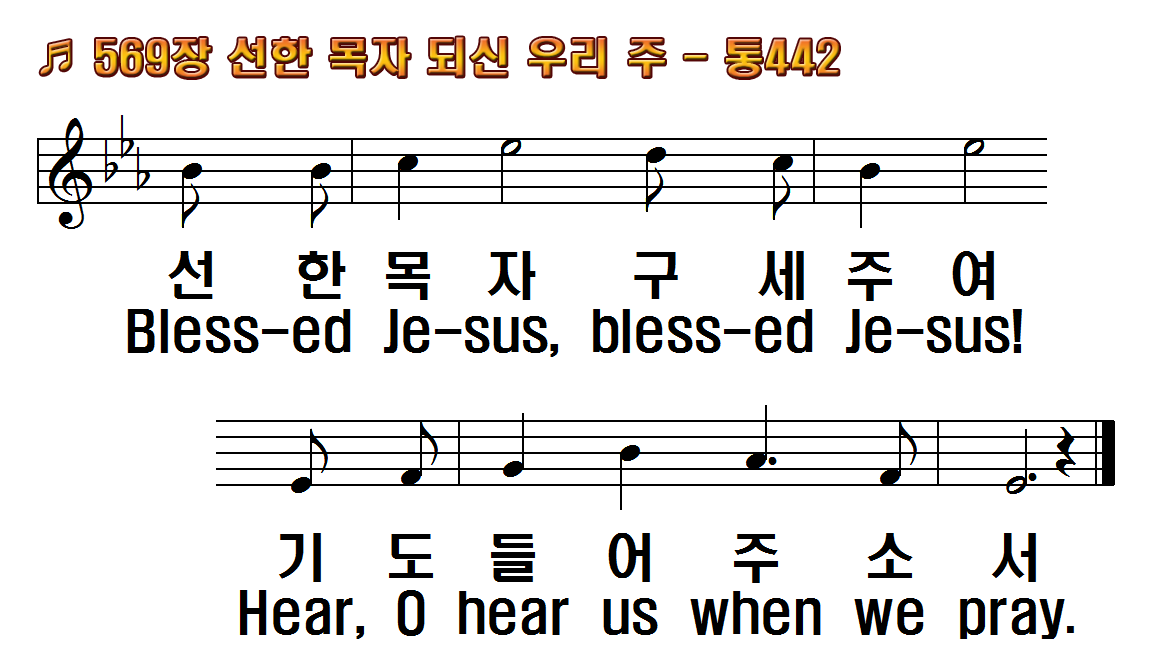 ♬ 569장 선한 목자 되신 우리 주 - 통442
선 한 목 자 구 세 주 여
Bless-ed Je-sus, bless-ed Je-sus!
기 도 들 어 주 소 서
Hear, O hear us when we pray.